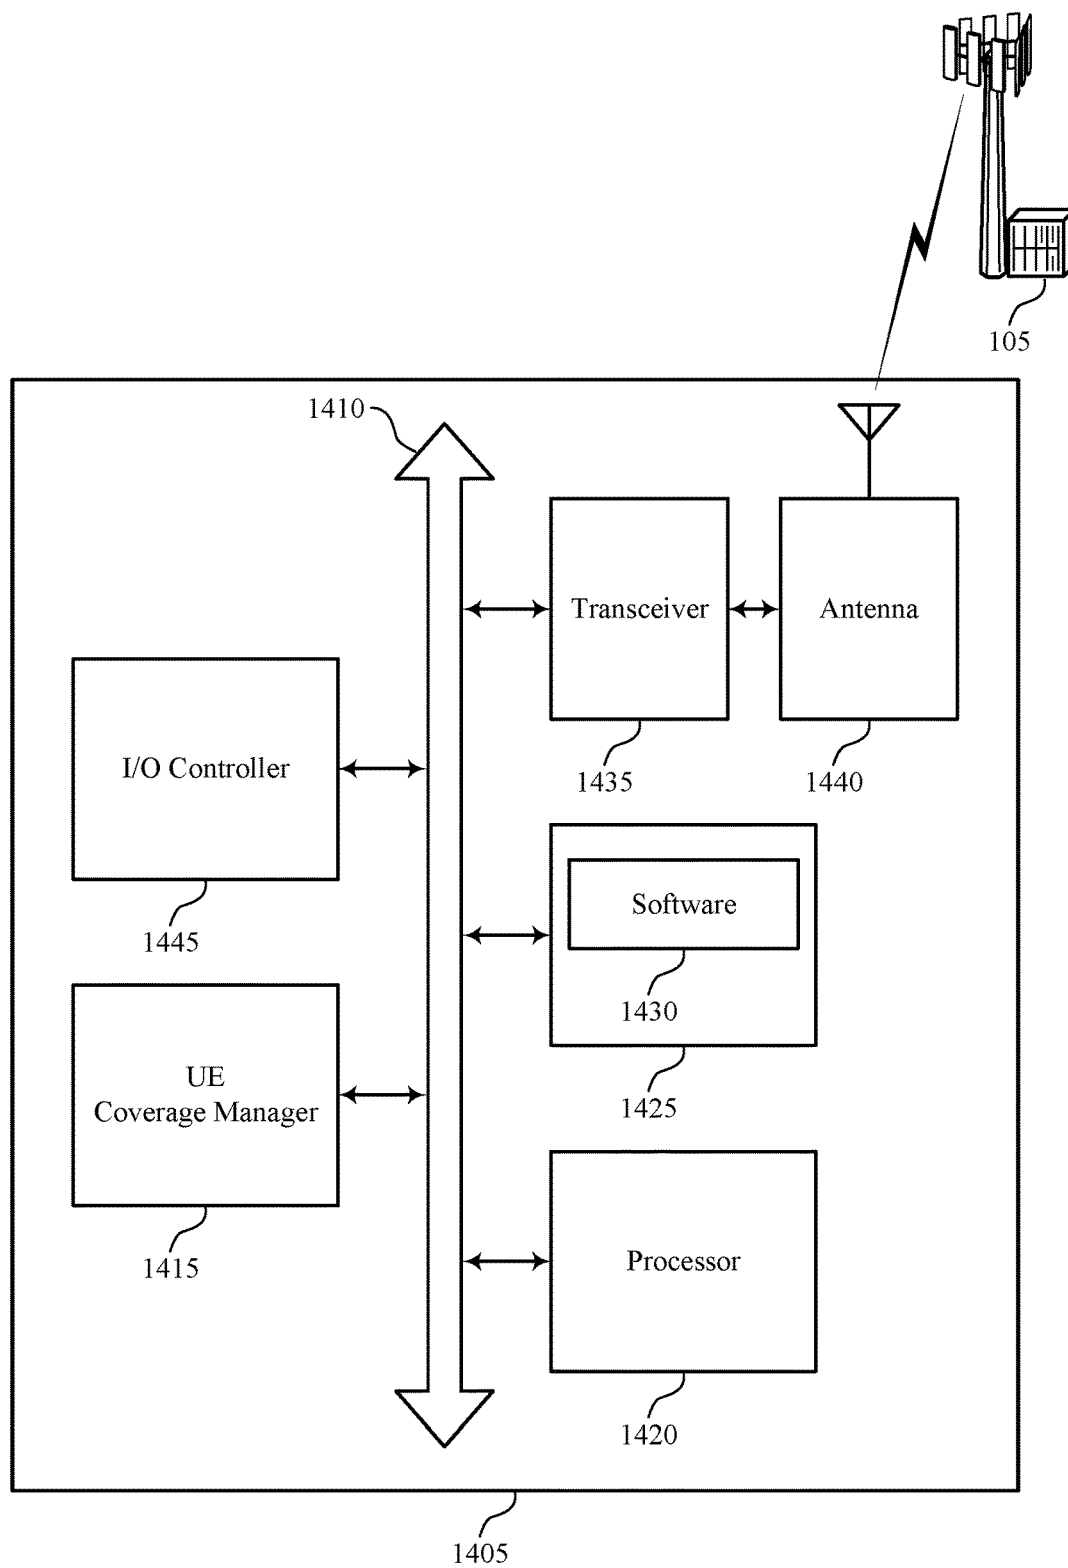 105
1410
Transceiver
Antenna
1435
1440
I/O Controller
1445
Software
1430
1425
UE
Coverage Manager
1415
Processor
1420
1405